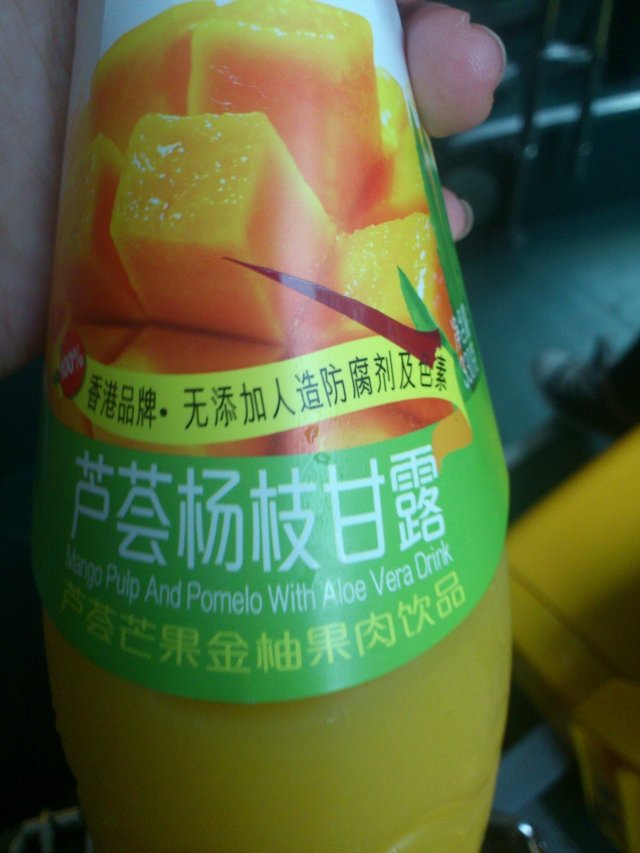 100%
香港品牌·无添加人造防腐剂及色素
芦荟杨枝甘露
Mango Pulp And Pomelo With Aloe Vera Drink
芦荟芒果金柚果肉饮品